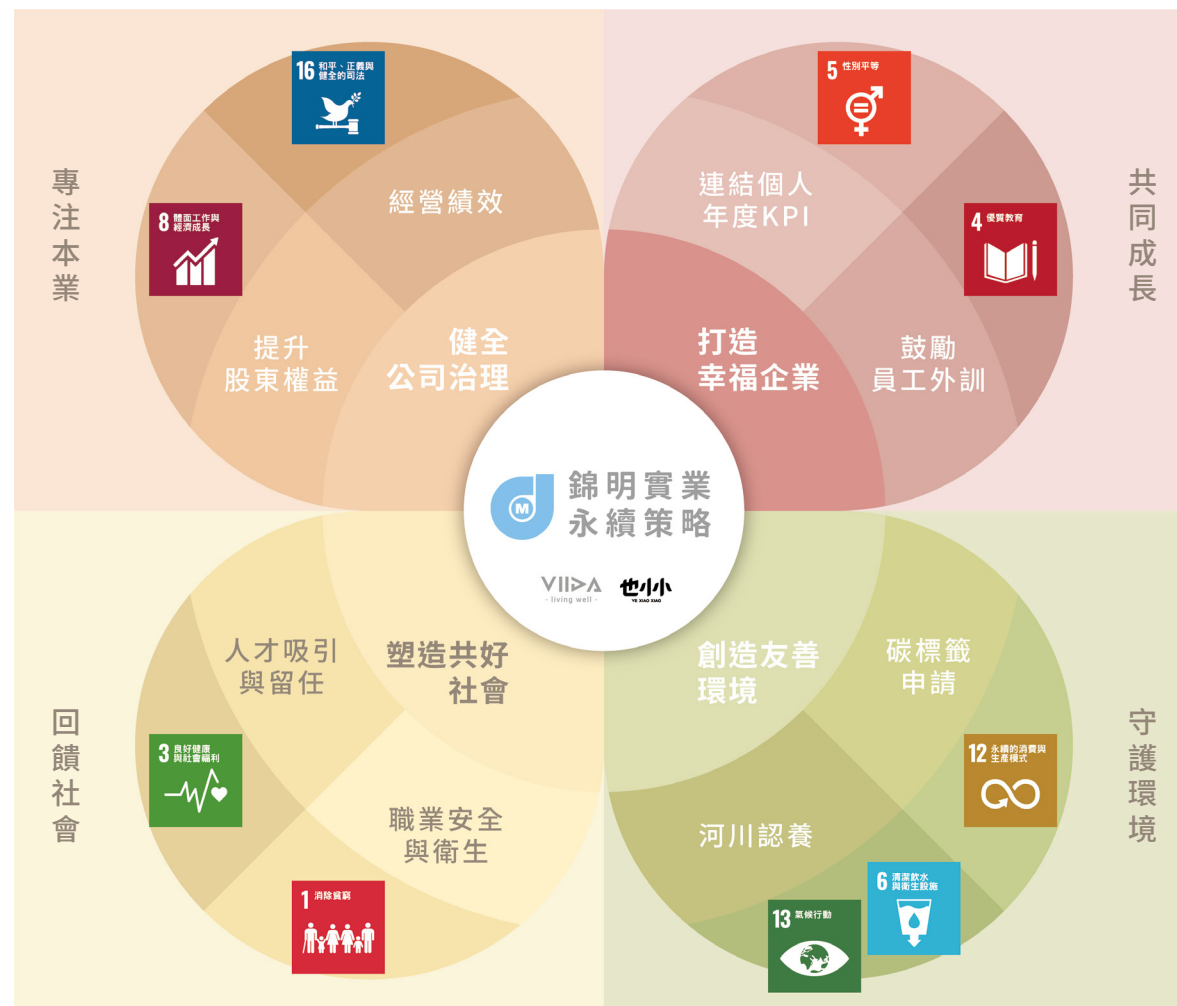 專注本業
16 和平、正義與
健全的司法
8 體面工作與
經濟成長
經營績效
提升
股東權益
健全
公司治理
共同成長
5 性別平等
4 優質教育
連結個人
年度KPI
鼓勵
員工外訓
打造
幸福企業
M
錦明實業
永續策略
VIIDA
- living well -
也小小
YE XIAO XIAO
回饋社會
人才吸引
與留任
塑造共好
社會
3 良好健康
與社會福利
職業安全
與衛生
1 消除貧窮
守護環境
創造友善
環境
碳標籤
申請
12 永續的消費與
生產模式
河川認養
6 清潔飲水
與衛生設施
13 氣候行動